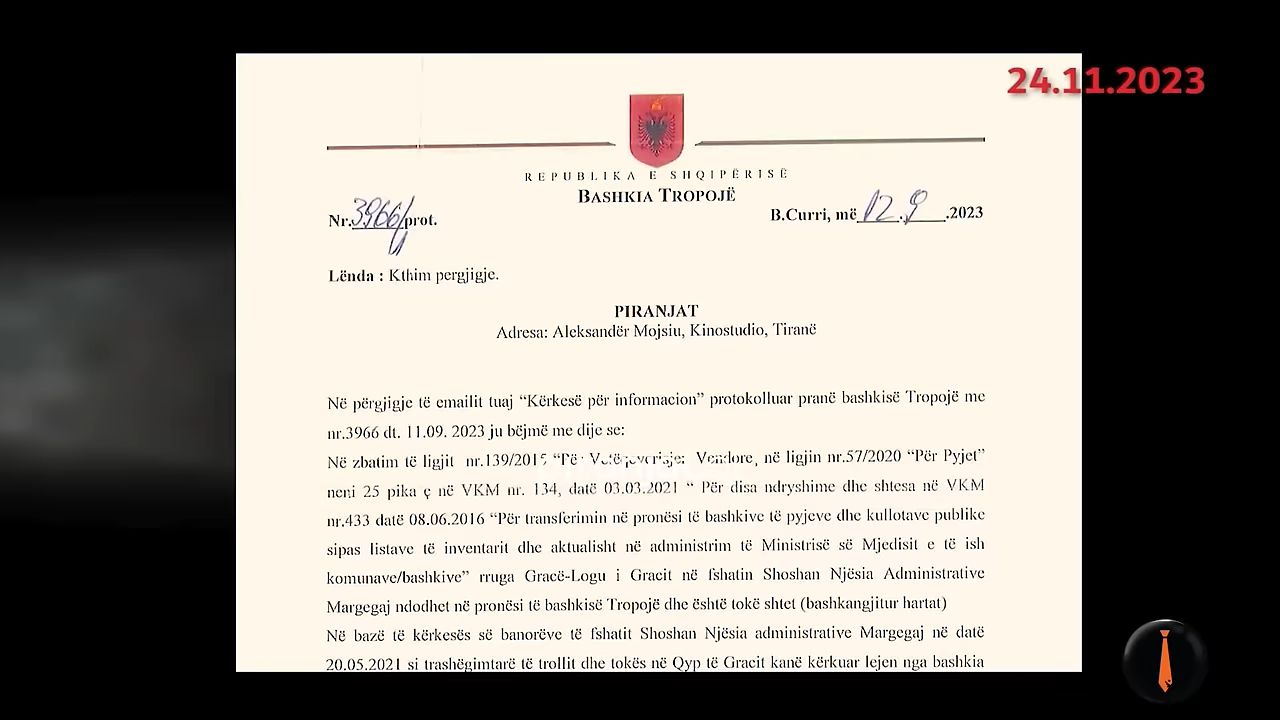 24.11.2023
REPUBLIKA E SHQIPËRISË
BASHKIA TROPOJË
Nr.3966/prot.
B.Curri, më 12.9.2023
Lënda : Kthim pergjigje.
PIRANJAT
Adresa: Aleksandër Mojsiu, Kinostudio, Tiranë
Në përgjigje të emailit tuaj “Kërkesë për informacion” protokolluar pranë bashkisë Tropojë me
nr.3966 dt. 11.09. 2023 ju bëjmë me dije se:
Në zbatim të ligjit nr.139/2015 “Për Vetëqeverisjen Vendore, në ligjin nr.57/2020 “Për Pyjet”
neni 25 pika ç në VKM nr. 134, datë 03.03.2021 “ Për disa ndryshime dhe shtesa në VKM
nr.433 datë 08.06.2016 “Për transferimin në pronësi të bashkive të pyjeve dhe kullotave publike
sipas listave të inventarit dhe aktualisht në administrim të Ministrisë së Mjedisit e të ish
komunave/bashkive” rruga Gracë-Logu i Gracit në fshatin Shoshan Njësia Administrative
Margegaj ndodhet në pronësi të bashkisë Tropojë dhe është tokë shtet (bashkangjitur hartat)
Në bazë të kërkesës së banorëve të fshatit Shoshan Njësia administrative Margegaj në datë
20.05.2021 si trashëgimtarë të trollit dhe tokës në Qyp të Gracit kanë kërkuar lejen nga bashkia